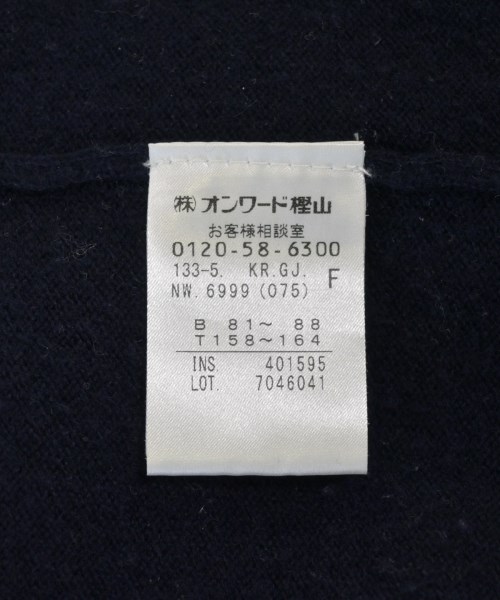 ㈱オンワード樫山
お客様相談室
0120-58-6300
133-5. KR.GJ. F
NW.6999(075)
B 81～ 88
T158～164
INS. 401595
LOT. 7046041